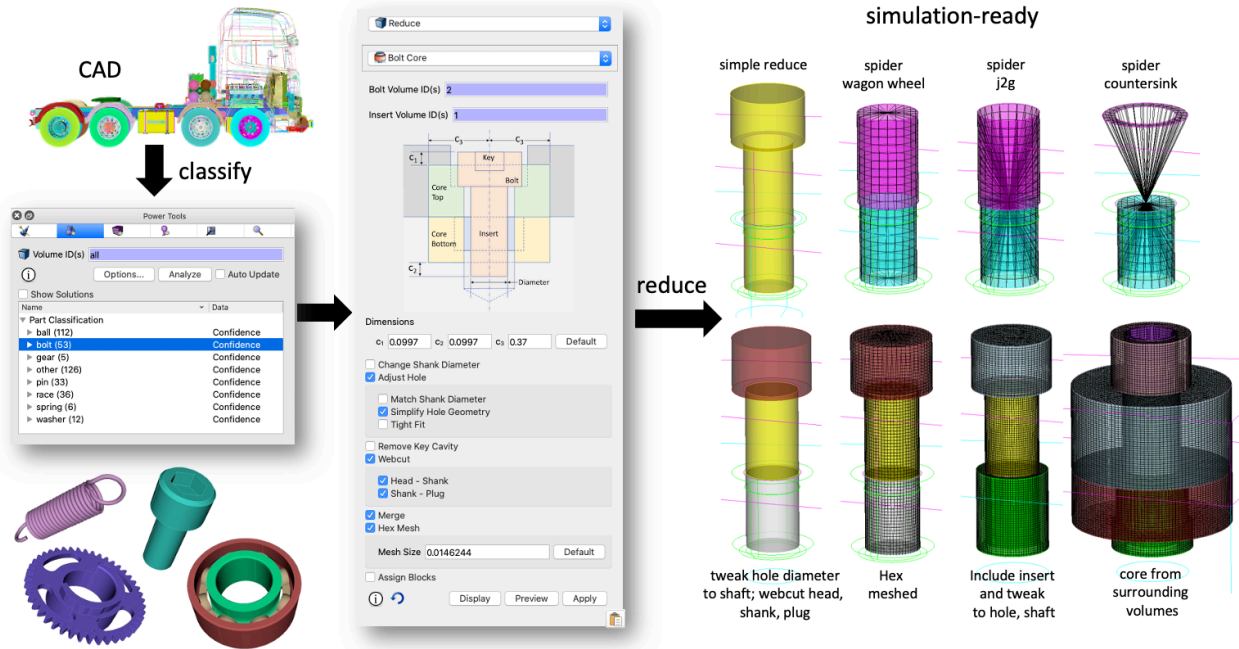 CAD
classify
Power Tools
Volume ID(s) all
Options... Analyze Auto Update
Show Solutions
Name Data
Part Classification
ball (112) Confidence
bolt (53) Confidence
gear (5) Confidence
other (126) Confidence
pin (33) Confidence
race (36) Confidence
spring (6) Confidence
washer (12) Confidence
Reduce
Bolt Core
Bolt Volume ID(s) 2
Insert Volume ID(s) 1
C3 C3
C1 Key
Bolt
Core
Top
Core
Bottom
Insert
C2
Diameter
Dimensions
C1 0.0997 C2 0.0997 C3 0.37 Default
Change Shank Diameter
Adjust Hole
Match Shank Diameter
Simplify Hole Geometry
Tight Fit
Remove Key Cavity
Webcut
Head - Shank
Shank - Plug
Merge
Hex Mesh
Mesh Size 0.0146244 Default
Assign Blocks
Display Preview Apply
reduce
simulation-ready
simple reduce
spider
wagon wheel
spider
j2g
spider
countersink
tweak hole diameter
to shaft; webcut head,
shank, plug
Hex
meshed
Include insert
and tweak
to hole, shaft
core from
surrounding
volumes